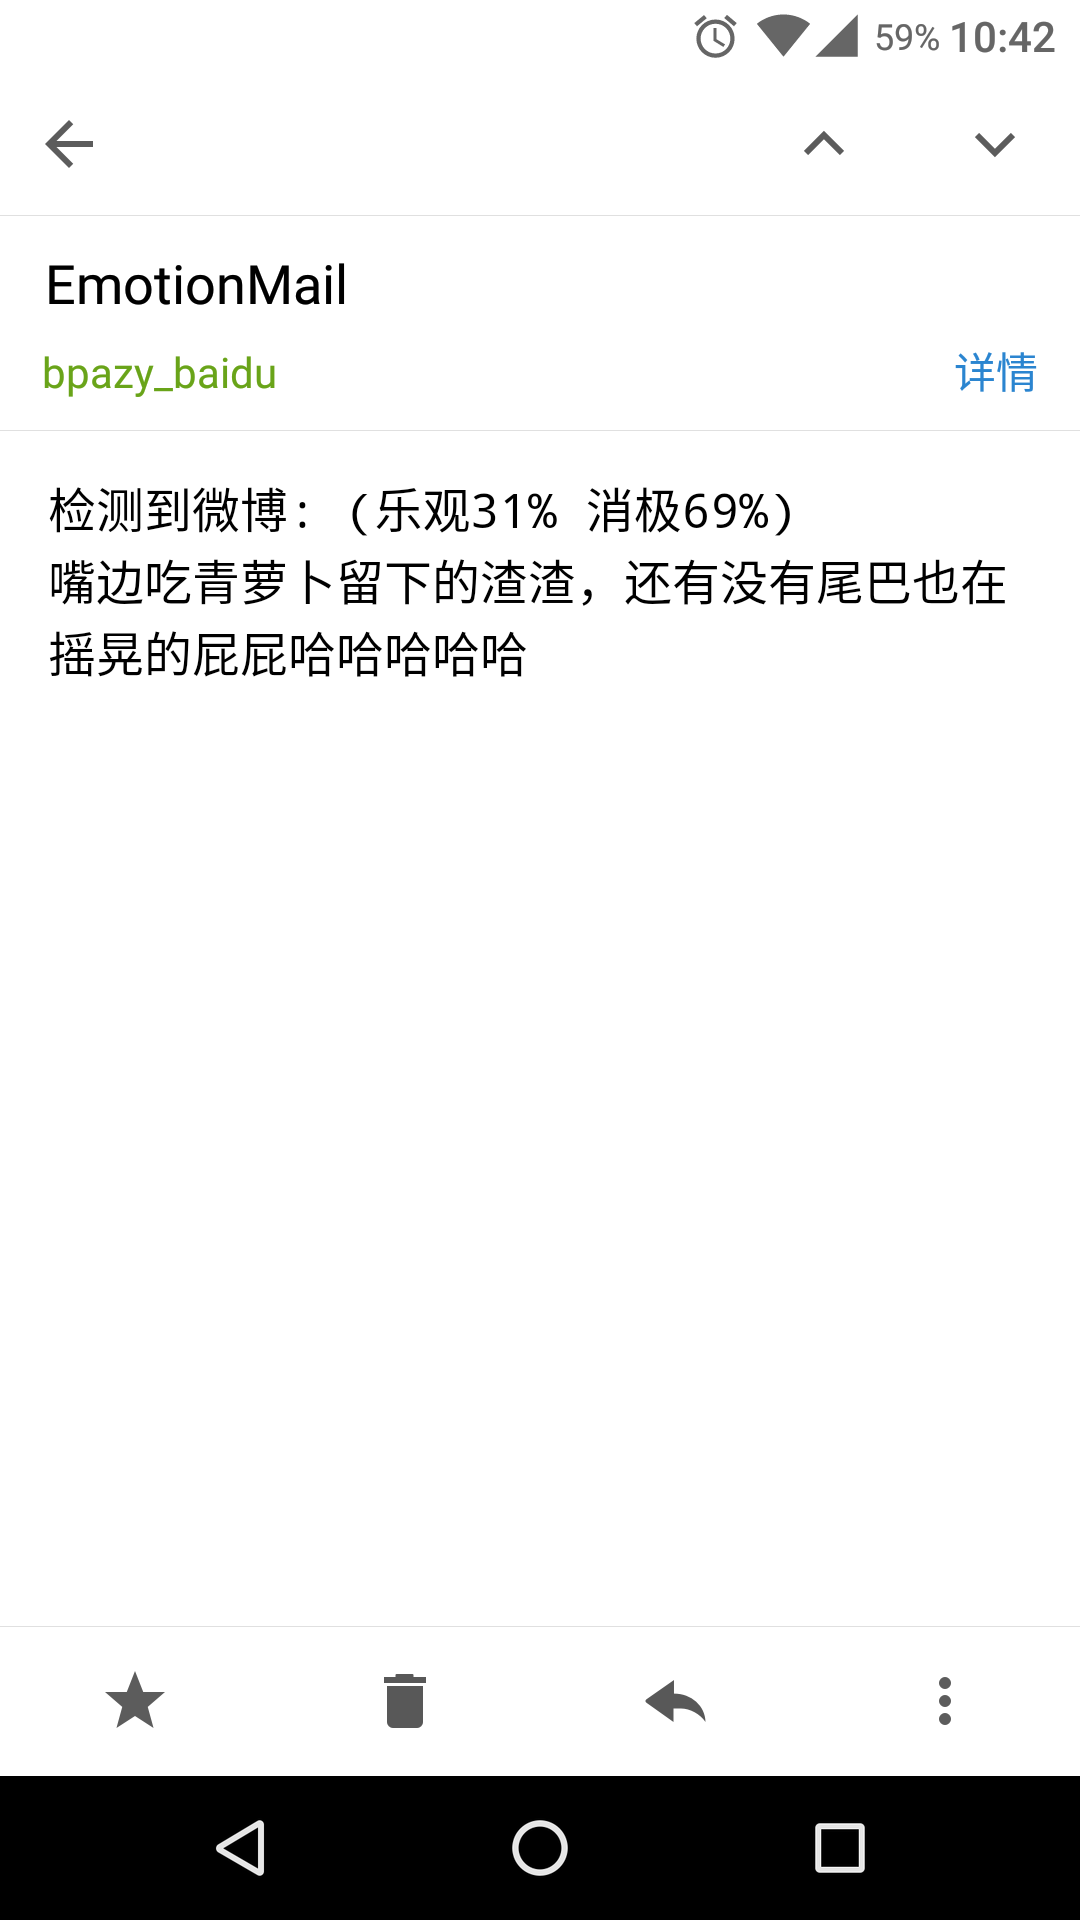 59% 10:42
EmotionMail
bpazy_baidu 详情
检测到微博：(乐观31% 消极69%)
嘴边吃青萝卜留下的渣渣，还有没有尾巴也在
摇晃的屁屁哈哈哈哈哈